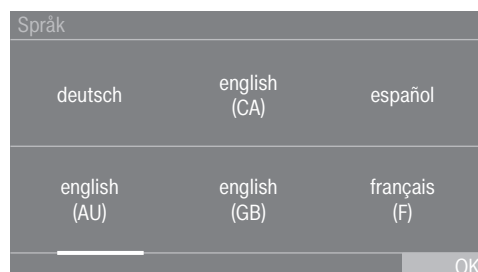 Språk
deutsch
english
(CA)
español
english
(AU)
english
(GB)
français
(F)
OK